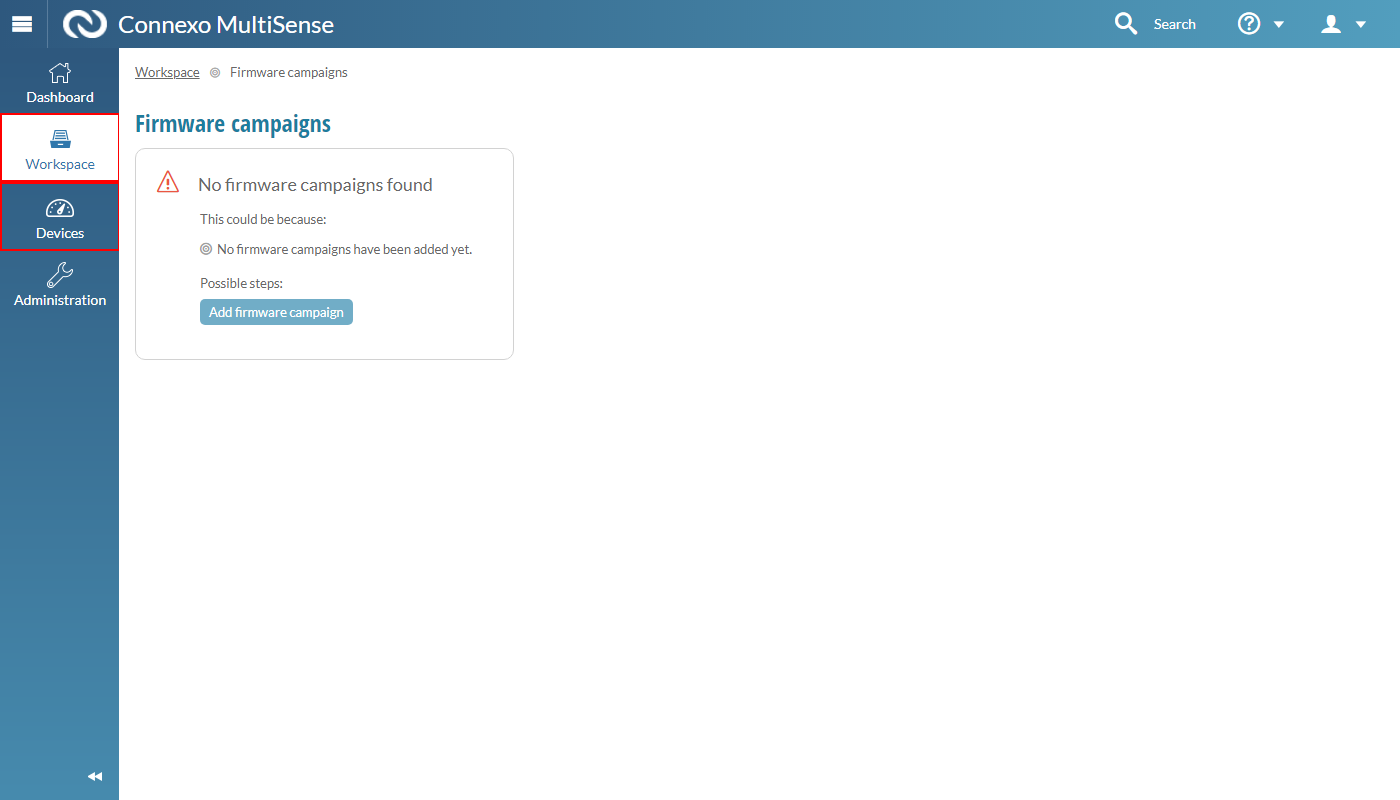 Connexo MultiSense
Search
Dashboard
Workspace
Devices
Administration
Workspace Firmware campaigns
Firmware campaigns
No firmware campaigns found
This could be because:
No firmware campaigns have been added yet.
Possible steps:
Add firmware campaign